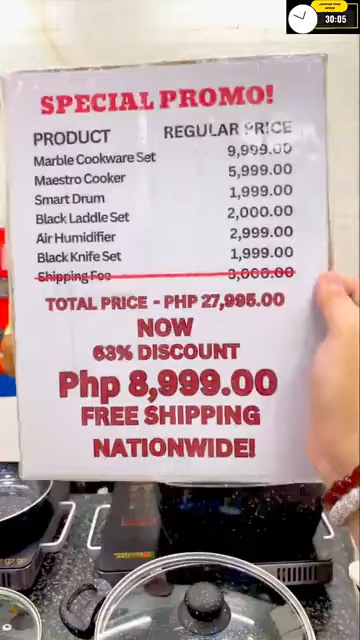 30:05
SPECIAL PROMO!
PRODUCT REGULAR PRICE
Marble Cookware Set 9,999.00
Maestro Cooker 5,999.00
Smart Drum 1,999.00
Black Laddle Set 2,000.00
Air Humidifier 2,999.00
Black Knife Set 1,999.00
Shipping Fee 3,000.00
TOTAL PRICE - PHP 27,995.00
NOW
63% DISCOUNT
Php 8,999.00
FREE SHIPPING
NATIONWIDE!